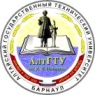 АЛТАЙСКИЙ ГОСУДАРСТВЕННЫЙ ТЕХНИЧЕСКИЙ УНИВЕРСИТЕТ
АлтГТУ
БАРНАУЛ